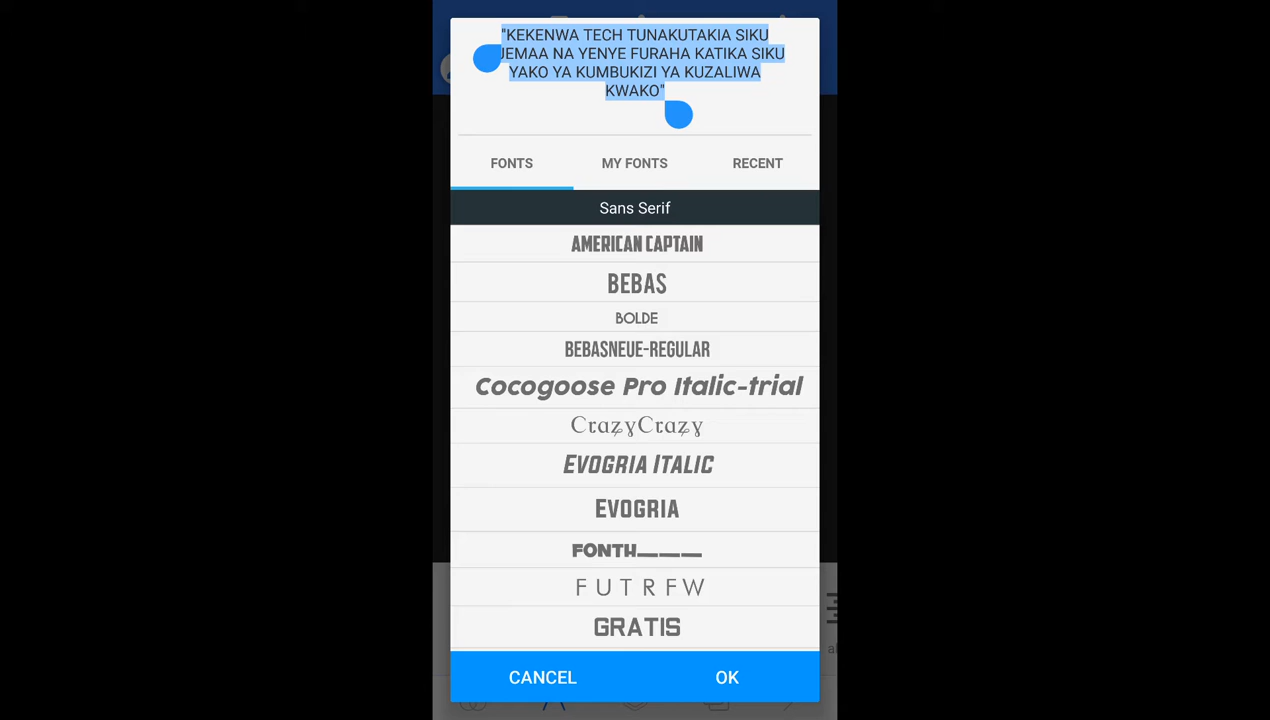 "KEKENWA TECH TUNAKUTAKIA SIKU
JEMAA NA YENYE FURAHA KATIKA SIKU
YAKO YA KUMBUKIZI YA KUZALIWA
KWAKO"
FONTS
MY FONTS
RECENT
Sans Serif
AMERICAN CAPTAIN
BEBAS
BOLDE
BEBASNEUE-REGULAR
Cocogoose Pro Italic-trial
CrazyCrazy
EVOGRIA ITALIC
EVOGRIA
FONTH____
FUTRFW
GRATIS
CANCEL
OK